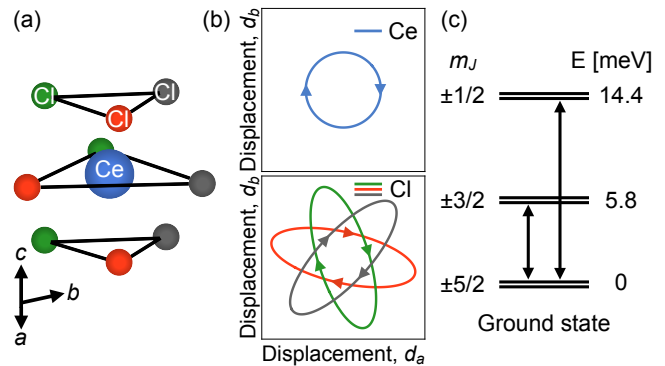 (a)
Cl
Cl
Cl
Ce
c
b
a
(b)
Displacement, d_b
Ce
Displacement, d_b
Cl
Displacement, d_a
(c)
m_J E [meV]
±1/2 14.4
±3/2 5.8
±5/2 0
Ground state